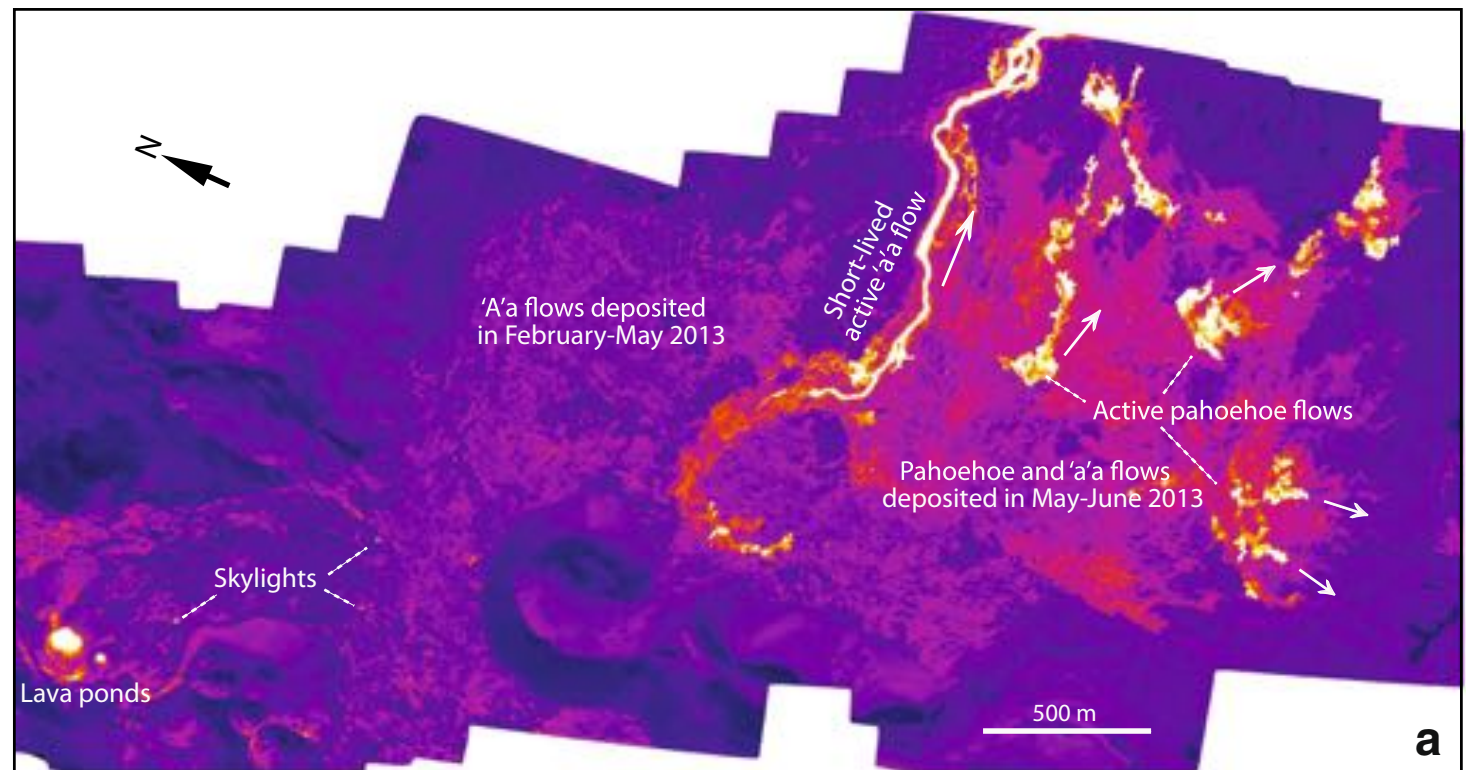 N
Short-lived
active ‘a’a flow
‘A’a flows deposited
in February-May 2013
Active pahoehoe flows
Pahoehoe and ‘a’a flows
deposited in May-June 2013
Skylights
Lava ponds
500 m
a